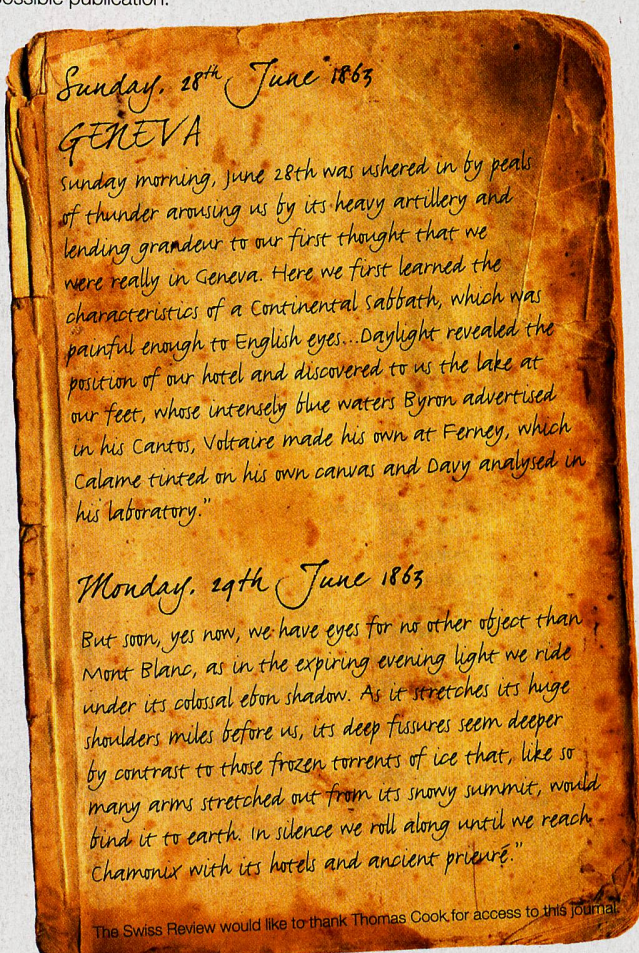 possible publication.
Sunday, 28th June 1863
GENEVA
Sunday morning, June 28th was ushered in by peals
of thunder arousing us by its heavy artillery and
lending grandeur to our first thought that we
were really in Geneva. Here we first learned the
characteristics of a Continental Sabbath, which was
painful enough to English eyes...Daylight revealed the
position of our hotel and discovered to us the lake at
our feet, whose intensely blue waters Byron advertised
in his Cantos, Voltaire made his own at Ferney, which
Calame tinted on his own canvas and Davy analysed in
his laboratory."
Monday, 29th June 1863
But soon, yes now, we have eyes for no other object than
Mont Blanc, as in the expiring evening light we ride
under its colossal ebon shadow. As it stretches its huge
shoulders miles before us, its deep fissures seem deeper
by contrast to those frozen torrents of ice that, like so
many arms stretched out from its snowy summit, would
bind it to earth. In silence we roll along until we reach
Chamonix with its hotels and ancient prieuré."
The Swiss Review would like to thank Thomas Cook for access to this journal.